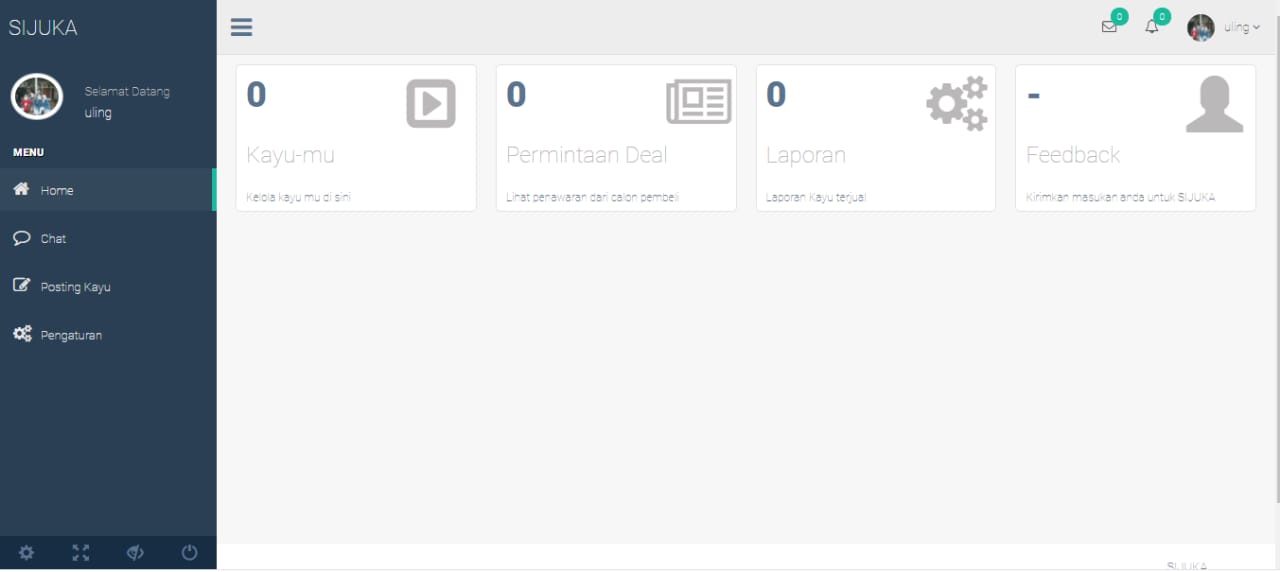 SIJUKA
0
0
uling
Selamat Datang
uling
MENU
Home
Chat
Posting Kayu
Pengaturan
0
Kayu-mu
Kelola kayu mu di sini
0
Permintaan Deal
Lihat penawaran dari calon pembeli
0
Laporan
Laporan Kayu terjual
-
Feedback
Kirimkan masukan anda untuk SIJUKA
SIJUKA